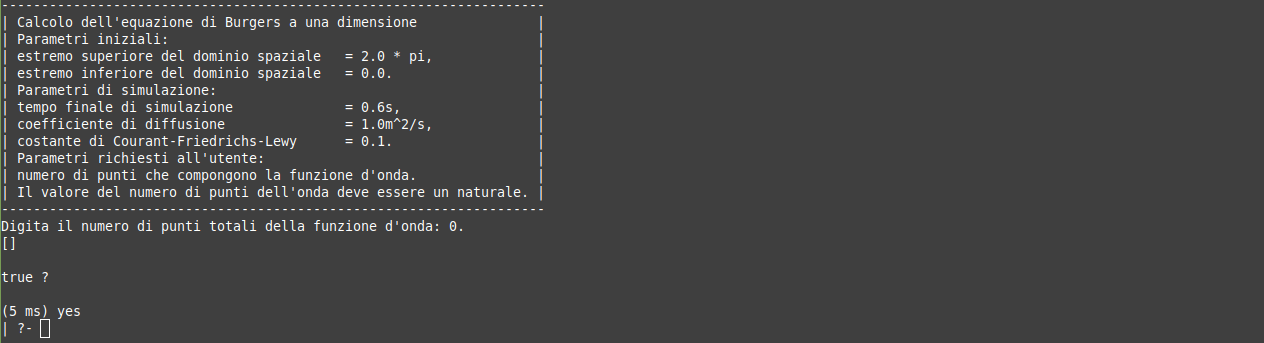 --------------------------------------------------------------------
| Calcolo dell'equazione di Burgers a una dimensione               |
| Parametri iniziali:                                              |
| estremo superiore del dominio spaziale   = 2.0 * pi,             |
| estremo inferiore del dominio spaziale   = 0.0.                  |
| Parametri di simulazione:                                        |
| tempo finale di simulazione              = 0.6s,                 |
| coefficiente di diffusione               = 1.0m^2/s,             |
| costante di Courant-Friedrichs-Lewy      = 0.1.                  |
| Parametri richiesti all'utente:                                  |
| numero di punti che compongono la funzione d'onda.               |
| Il valore del numero di punti dell'onda deve essere un naturale. |
--------------------------------------------------------------------
Digita il numero di punti totali della funzione d'onda: 0.
[]
true ?
(5 ms) yes
| ?-